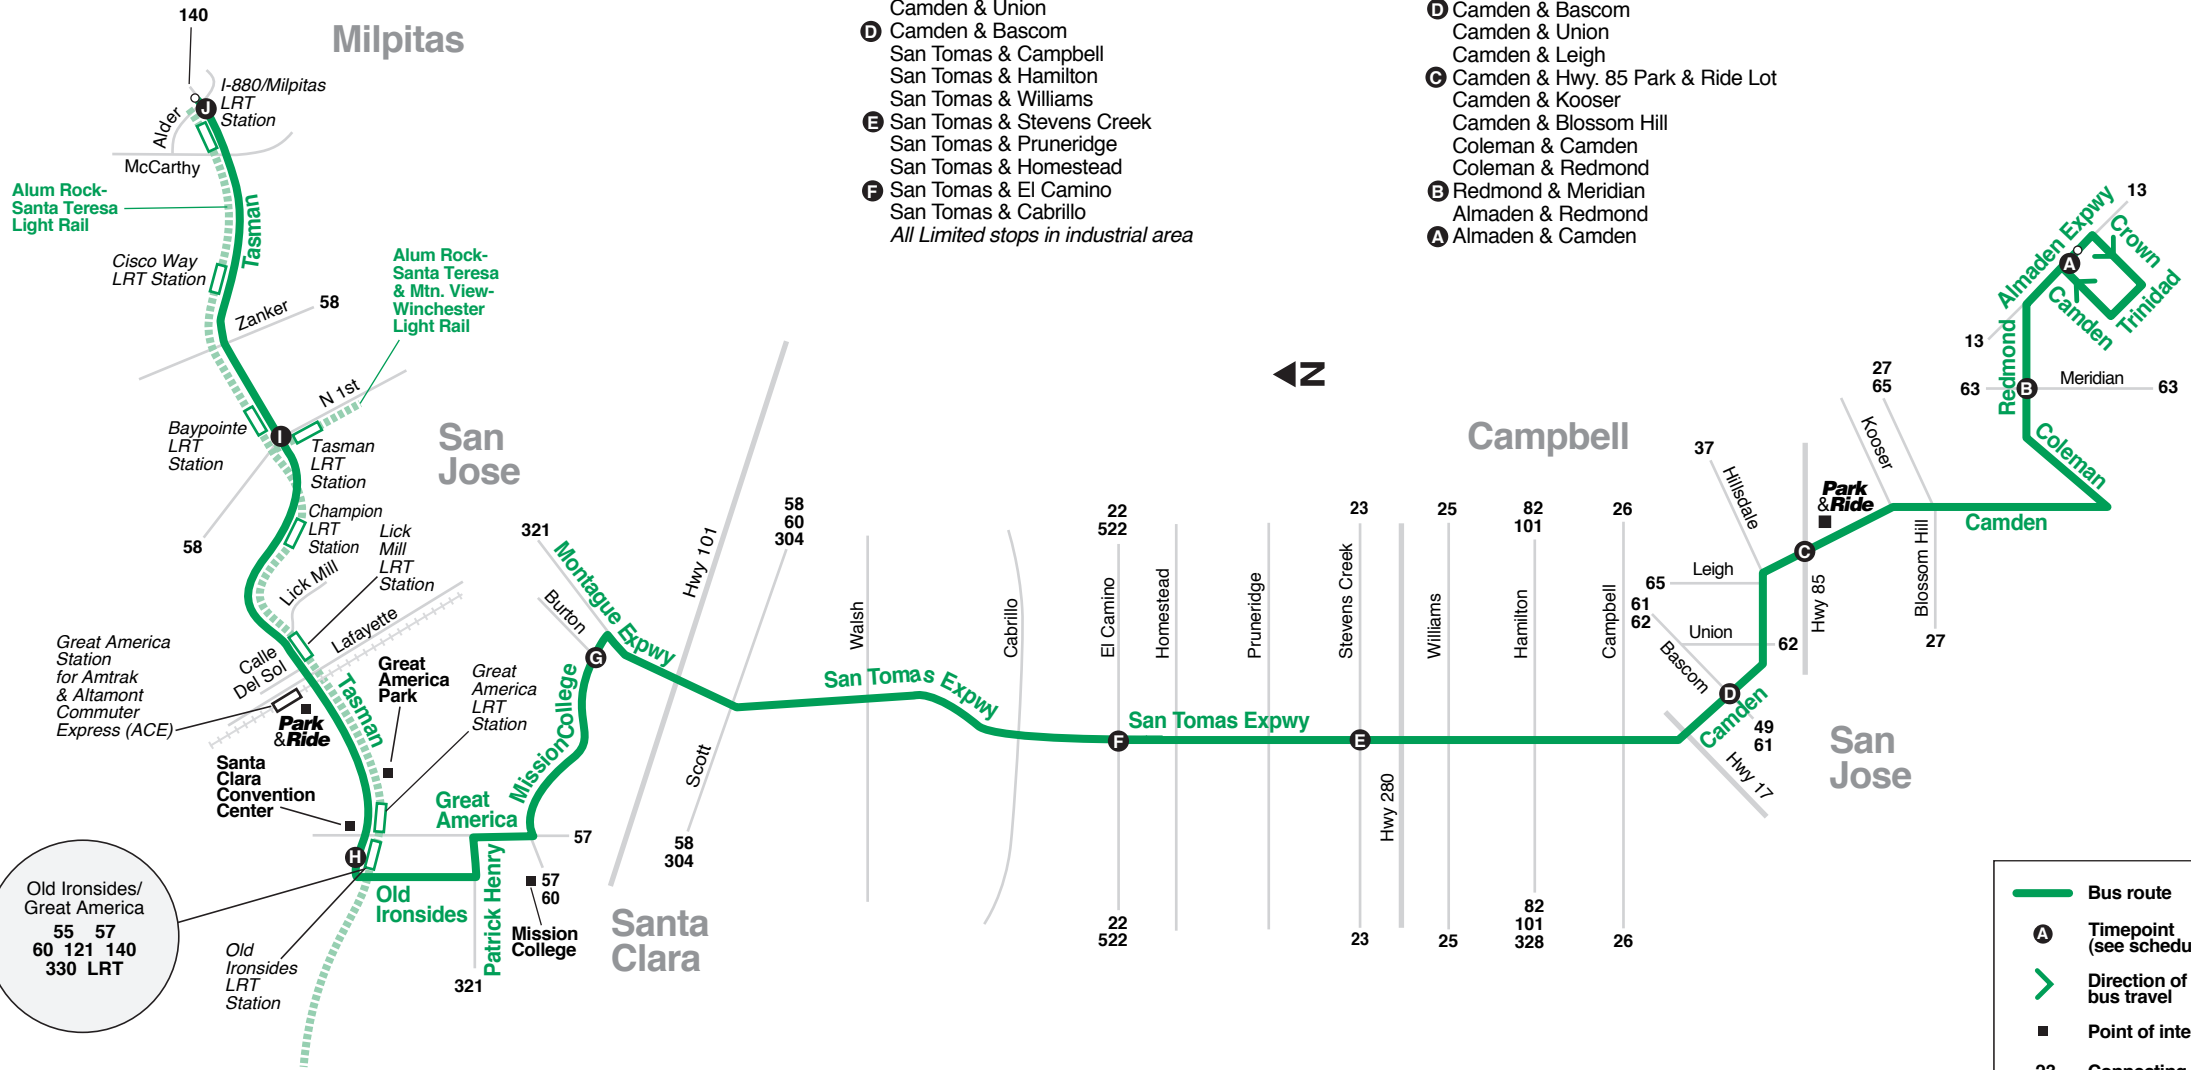 Camden & Union
D Camden & Bascom
San Tomas & Campbell
San Tomas & Hamilton
San Tomas & Williams
E San Tomas & Stevens Creek
San Tomas & Pruneridge
San Tomas & Homestead
F San Tomas & El Camino
San Tomas & Cabrillo
All Limited stops in industrial area
D Camden & Bascom
Camden & Union
Camden & Leigh
C Camden & Hwy. 85 Park & Ride Lot
Camden & Kooser
Camden & Blossom Hill
Coleman & Camden
Coleman & Redmond
B Redmond & Meridian
Almaden & Redmond
A Almaden & Camden
140
Milpitas
J
I-880/Milpitas
LRT
Station
Alder
McCarthy
Alum Rock-
Santa Teresa
Light Rail
Tasman
Cisco Way
LRT Station
Zanker
58
Alum Rock-
Santa Teresa
& Mtn. View-
Winchester
Light Rail
N 1st
I
Baypointe
LRT
Station
Tasman
LRT
Station
58
San
Jose
Champion
LRT
Station
Lick
Mill
LRT
Station
Lick Mill
Lafayette
Calle
Del Sol
Great America
Station
for Amtrak
& Altamont
Commuter
Express (ACE)
Park
&Ride
Tasman
Great
America
Park
Great
America
LRT
Station
Santa
Clara
Convention
Center
H
Old Ironsides/
Great America
55 57
60 121 140
330 LRT
Old
Ironsides
LRT
Station
Old
Ironsides
Great
America
Patrick Henry
321
57
57
60
Mission
College
Mission College
G
Burton
321
Montague Expwy
Hwy 101
58
60
304
Scott
58
304
Santa
Clara
Walsh
San Tomas Expwy
Cabrillo
22
522
El Camino
F
22
522
Homestead
San Tomas Expwy
Pruneridge
N
23
Stevens Creek
E
23
Hwy 280
25
Williams
25
82
101
Hamilton
82
101
328
26
Campbell
26
Campbell
37
Hillsdale
Leigh
65
61
62
Union
62
Bascom
D
Camden
49
61
Hwy 17
San
Jose
Park
&Ride
C
Hwy 85
27
65
Kooser
Blossom Hill
27
Camden
Coleman
Redmond
63
B
Meridian
63
13
Almaden Expwy
13
A
Crown
Trinidad
Camden
Bus route
A
Timepoint
Direction of
bus travel